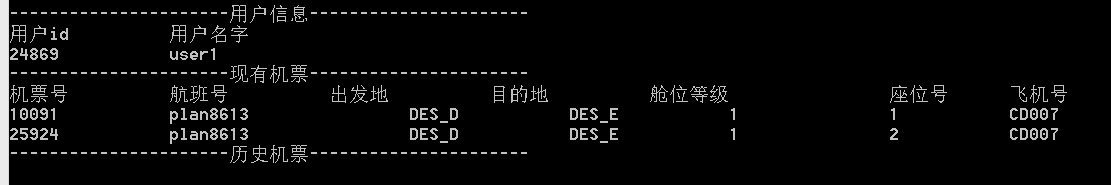 ----------------------用户信息----------------------
用户id 用户名字
24869 user1
----------------------现有机票----------------------
机票号 航班号 出发地 目的地 舱位等级 座位号 飞机号
10091 plan8613 DES_D DES_E 1 1 CD007
25924 plan8613 DES_D DES_E 1 2 CD007
----------------------历史机票----------------------